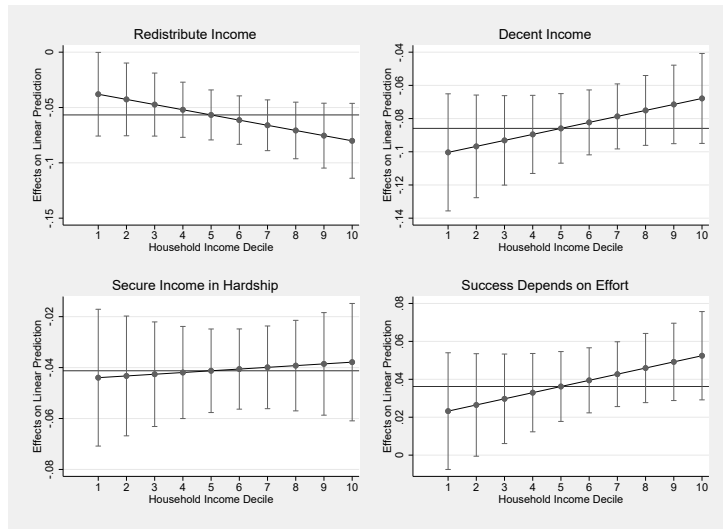 Redistribute Income
Effects on Linear Prediction
0
-.05
-.1
-.15
1 2 3 4 5 6 7 8 9 10
Household Income Decile
Decent Income
Effects on Linear Prediction
-.04
-.06
-.08
-.1
-.12
-.14
1 2 3 4 5 6 7 8 9 10
Household Income Decile
Secure Income in Hardship
Effects on Linear Prediction
-.02
-.04
-.06
-.08
1 2 3 4 5 6 7 8 9 10
Household Income Decile
Success Depends on Effort
Effects on Linear Prediction
.08
.06
.04
.02
0
1 2 3 4 5 6 7 8 9 10
Household Income Decile